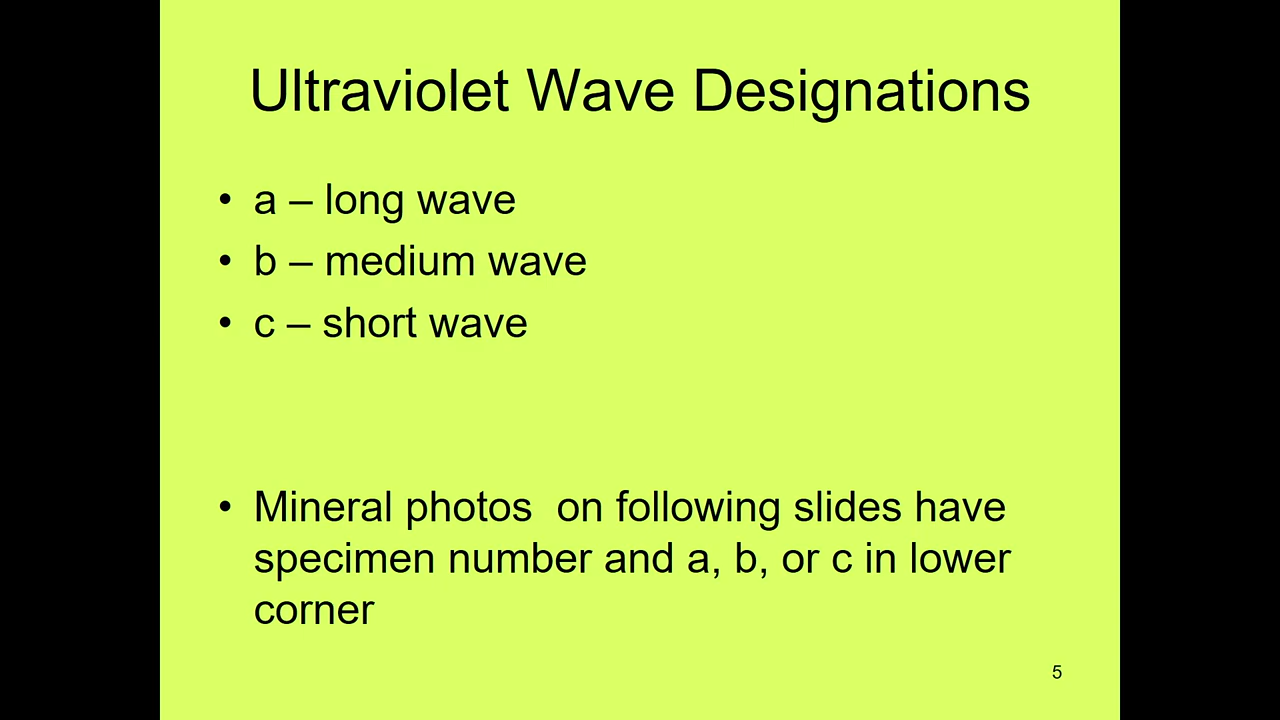 Ultraviolet Wave Designations
• a – long wave
• b – medium wave
• c – short wave
• Mineral photos  on following slides have
specimen number and a, b, or c in lower
corner
5